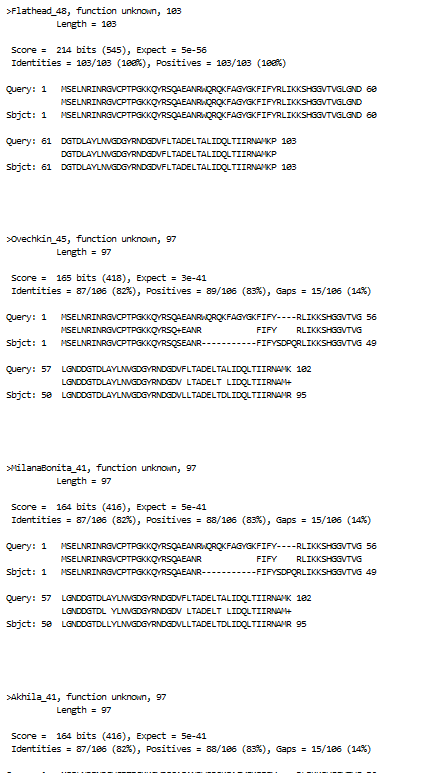 >Flathead_48, function unknown, 103
Length = 103
Score = 214 bits (545), Expect = 5e-56
Identities = 103/103 (100%), Positives = 103/103 (100%)
Query: 1 MSELNRINRGVCPTPGKKQYRSQAEANRWQRQKFAGYGKFIFYRLIKKSHGGVTVGLGND 60
MSELNRINRGVCPTPGKKQYRSQAEANRWQRQKFAGYGKFIFYRLIKKSHGGVTVGLGND
Sbjct: 1 MSELNRINRGVCPTPGKKQYRSQAEANRWQRQKFAGYGKFIFYRLIKKSHGGVTVGLGND 60
Query: 61 DGTDLAYLNVGDGYRNDGDVFLTADELTALIDQLTIIRNAMKP 103
DGTDLAYLNVGDGYRNDGDVFLTADELTALIDQLTIIRNAMKP
Sbjct: 61 DGTDLAYLNVGDGYRNDGDVFLTADELTALIDQLTIIRNAMKP 103
>Ovechkin_45, function unknown, 97
Length = 97
Score = 165 bits (418), Expect = 3e-41
Identities = 87/106 (82%), Positives = 89/106 (83%), Gaps = 15/106 (14%)
Query: 1 MSELNRINRGVCPTPGKKQYRSQAEANRWQRQKFAGYGKFIFY----RLIKKSHGGVTVG 56
MSELNRINRGVCPTPGKKQYRSQ+EANR           FIFY    RLIKKSHGGVTVG
Sbjct: 1 MSELNRINRGVCPTPGKKQYRSQSEANR-----------FIFYSDPQRLIKKSHGGVTVG 49
Query: 57 LGNDDGTDLAYLNVGDGYRNDGDVFLTADELTALIDQLTIIRNAMK 102
LGNDDGTDLAYLNVGDGYRNDGDV LTADELT LIDQLTIIRNAM+
Sbjct: 50 LGNDDGTDLAYLNVGDGYRNDGDVLLTADELTDLIDQLTIIRNAMR 95
>MilanaBonita_41, function unknown, 97
Length = 97
Score = 164 bits (416), Expect = 5e-41
Identities = 87/106 (82%), Positives = 88/106 (83%), Gaps = 15/106 (14%)
Query: 1 MSELNRINRGVCPTPGKKQYRSQAEANRWQRQKFAGYGKFIFY----RLIKKSHGGVTVG 56
MSELNRINRGVCPTPGKKQYRSQAEANR           FIFY    RLIKKSHGGVTVG
Sbjct: 1 MSELNRINRGVCPTPGKKQYRSQAEANR-----------FIFYSDPQRLIKKSHGGVTVG 49
Query: 57 LGNDDGTDLAYLNVGDGYRNDGDVFLTADELTALIDQLTIIRNAMK 102
LGNDDGTDL YLNVGDGYRNDGDV LTADELT LIDQLTIIRNAM+
Sbjct: 50 LGNDDGTDLLYLNVGDGYRNDGDVLLTADELTDLIDQLTIIRNAMR 95
>Akhila_41, function unknown, 97
Length = 97
Score = 164 bits (416), Expect = 5e-41
Identities = 87/106 (82%), Positives = 88/106 (83%), Gaps = 15/106 (14%)